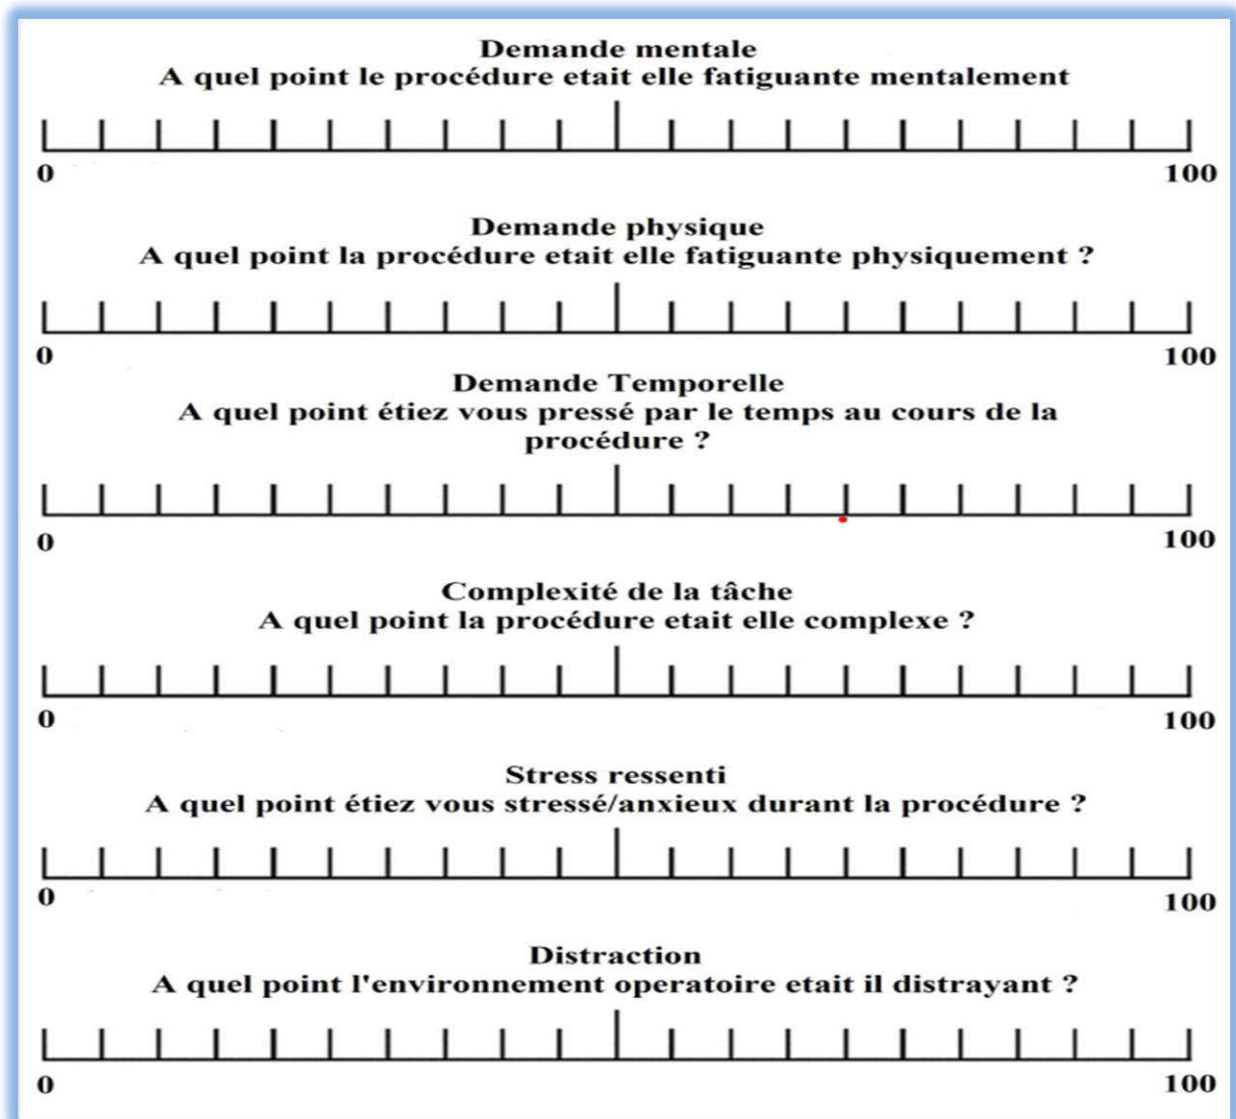 Demande mentale
A quel point le procédure etait elle fatiguante mentalement
0 100
Demande physique
A quel point la procédure etait elle fatiguante physiquement ?
0 100
Demande Temporelle
A quel point étiez vous pressé par le temps au cours de la
procédure ?
0 100
Complexité de la tâche
A quel point la procédure etait elle complexe ?
0 100
Stress ressenti
A quel point étiez vous stressé/anxieux durant la procédure ?
0 100
Distraction
A quel point l'environnement operatoire etait il distrayant ?
0 100